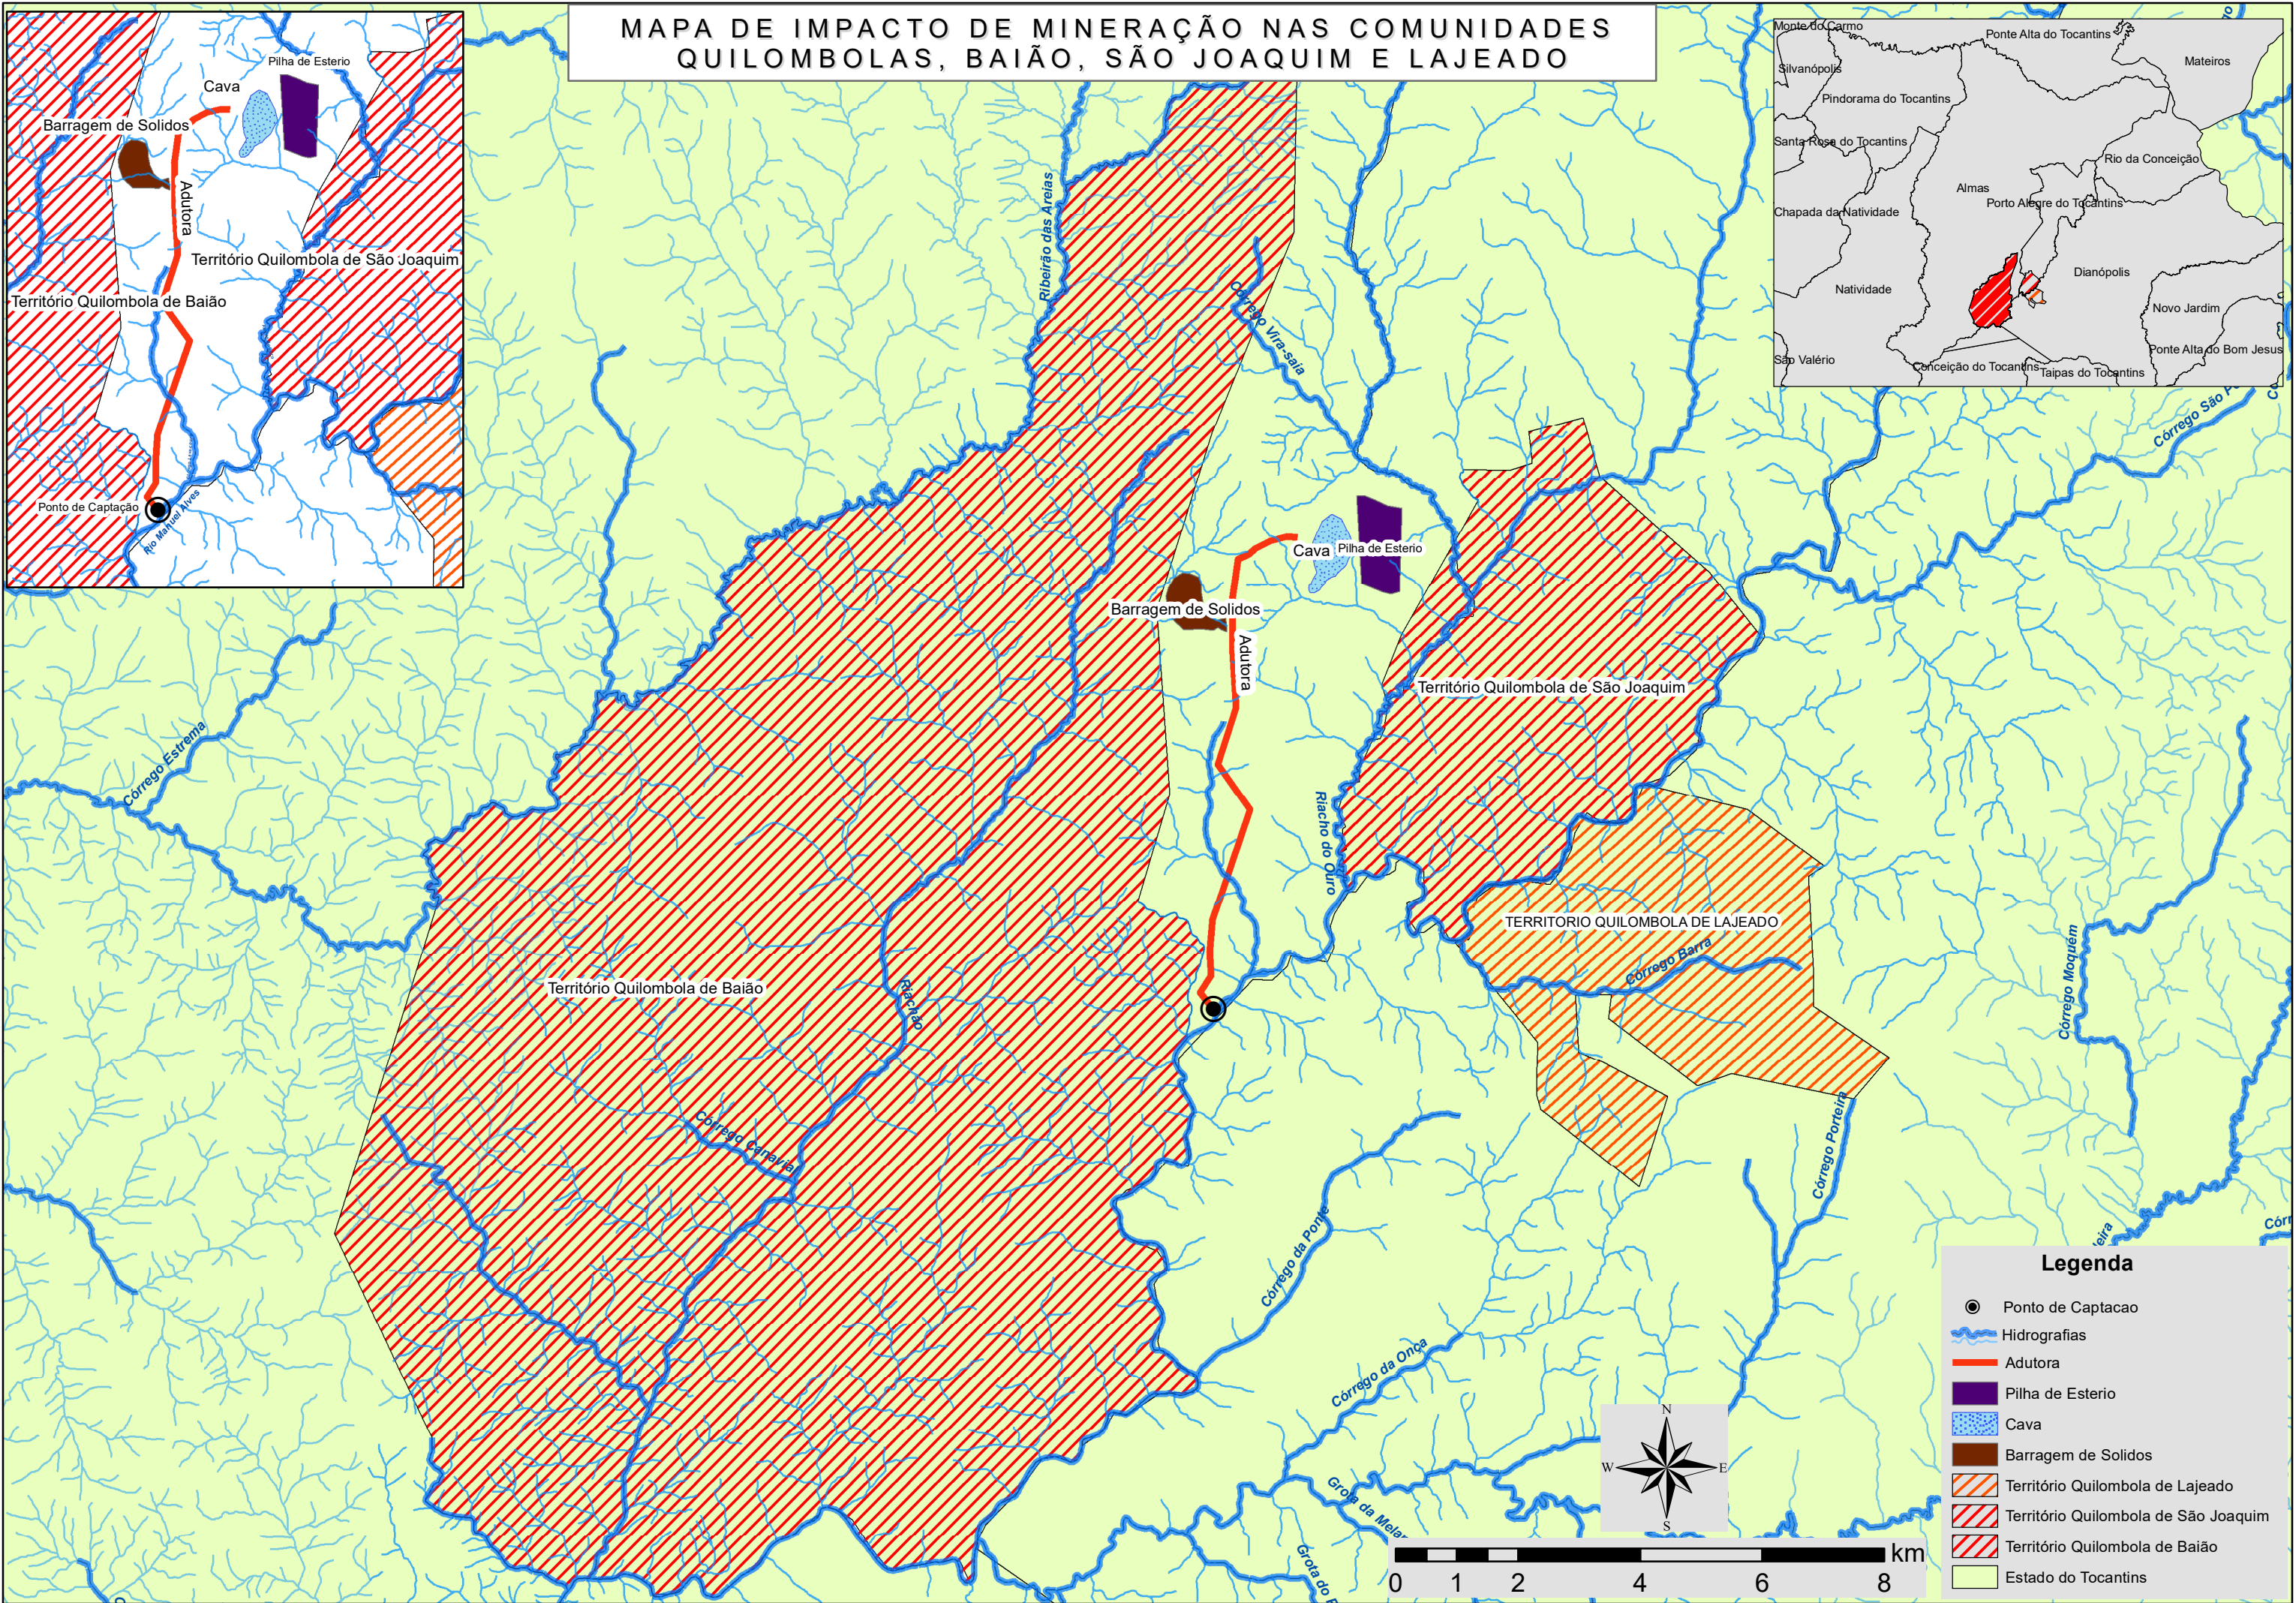 MAPA DE IMPACTO DE MINERAÇÃO NAS COMUNIDADES
QUILOMBOLAS, BAIÃO, SÃO JOAQUIM E LAJEADO
Pilha de Esterio
Cava
Barragem de Solidos
Adutora
Território Quilombola de São Joaquim
Território Quilombola de Baião
Ponto de Captação
Rio Manuel Alves
Monte do Carmo
Ponte Alta do Tocantins
Mateiros
Silvanópolis
Pindorama do Tocantins
Santa Rosa do Tocantins
Rio da Conceição
Almas
Porto Alegre do Tocantins
Chapada da Natividade
Dianópolis
Natividade
Novo Jardim
São Valério
Ponte Alta do Bom Jesus
Conceição do Tocantins
Taipas do Tocantins
Ribeirão das Areias
Córrego Vira-saia
Córrego São
Cava
Pilha de Esterio
Barragem de Solidos
Adutora
Território Quilombola de São Joaquim
Córrego Estrema
Riacho do Ouro
TERRITORIO QUILOMBOLA DE LAJEADO
Córrego Barra
Córrego Moquém
Território Quilombola de Baião
Riachão
Córrego Canavial
Córrego Porteira
Córrego da Ponte
Córrego da Onça
Grota da
Grota do
Legenda
Ponto de Captacao
Hidrografias
Adutora
Pilha de Esterio
Cava
Barragem de Solidos
Território Quilombola de Lajeado
Território Quilombola de São Joaquim
Território Quilombola de Baião
Estado do Tocantins
N
W E
S
km
0 1 2 4 6 8